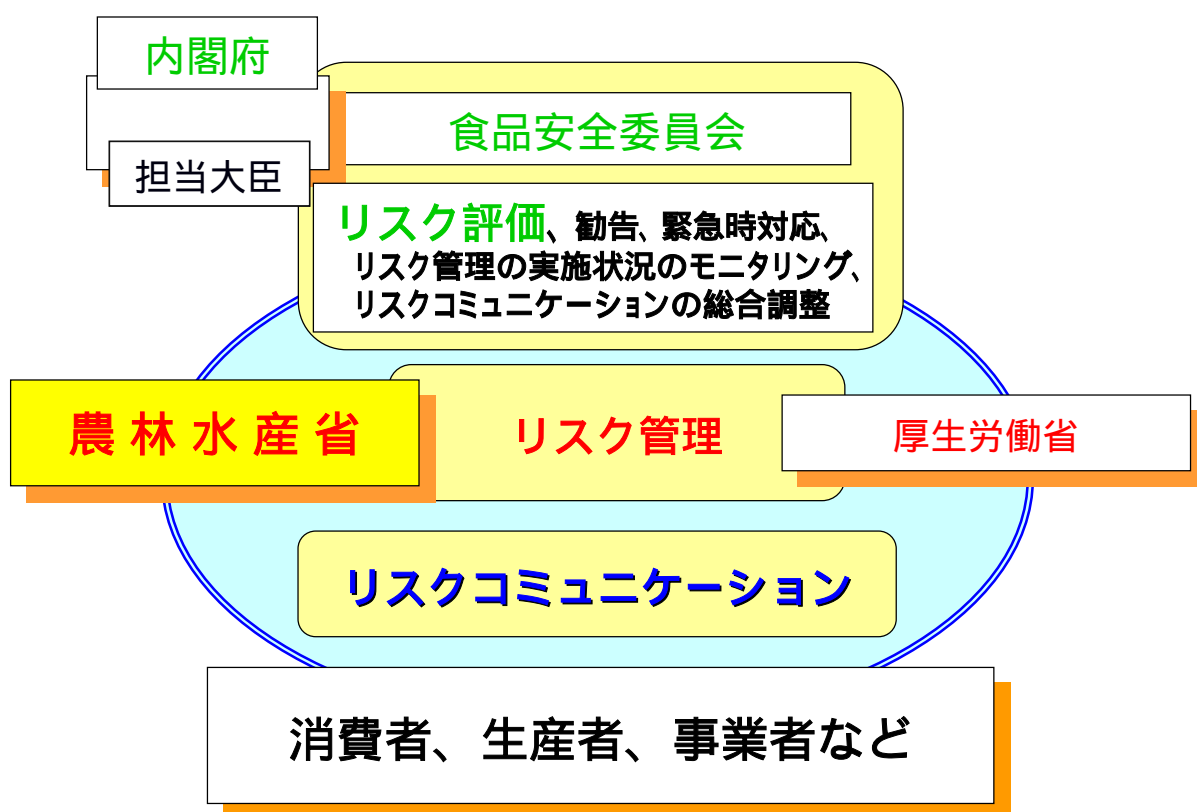 内閣府
食品安全委員会
担当大臣
リスク評価、勧告、緊急時対応、
リスク管理の実施状況のモニタリング、
リスクコミュニケーションの総合調整
農林水産省
リスク管理
厚生労働省
リスクコミュニケーション
消費者、生産者、事業者など